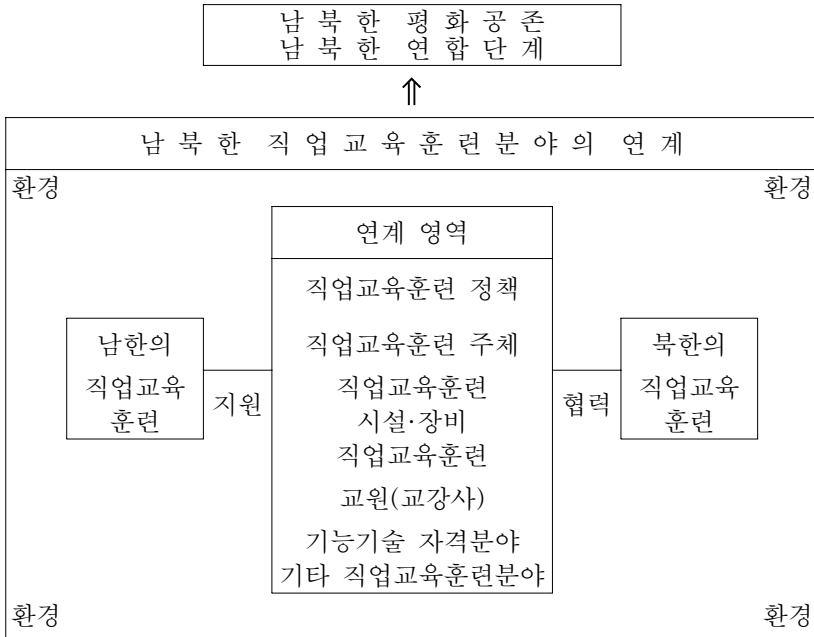 남 북 한  평 화 공 존
남 북 한  연 합 단 계
⇑
남 북 한  직 업 교 육 훈 련 분 야 의  연 계
환경
환경
연계 영역
직업교육훈련 정책
직업교육훈련 주체
직업교육훈련
시설·장비
직업교육훈련
교원(교강사)
기능기술 자격분야
기타 직업교육훈련분야
남한의
직업교육
훈련
지원
협력
북한의
직업교육
훈련
환경
환경